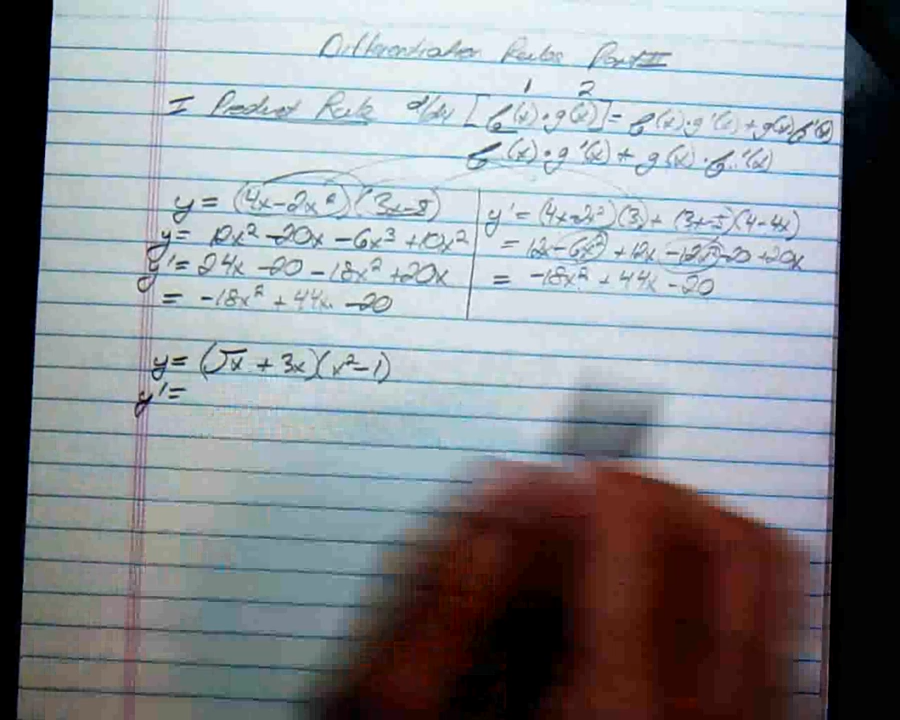 Differentiation Rules Part II
1 2
I Product Rule d/dx [f(x)·g(x)] = f(x)·g'(x)+g(x)f'(x)
f(x)·g'(x) + g(x)·f'(x)
y = (4x-2x²)(3x-5)
y = 12x² -20x -6x³ +10x²
y' = 24x -20 -18x² +20x
= -18x² + 44x -20
y' = (4x-2x²)(3) + (3x-5)(4-4x)
= 12x -6x² +12x -12x² -20 +20x
= -18x² + 44x -20
y = (√x + 3x)(x²-1)
y' =